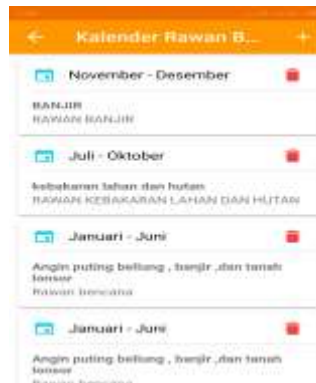 Kalender Rawan B...
November - Desember
BANJIR
RAWAN BANJIR
Juli - Oktober
kebakaran lahan dan hutan
RAWAN KEBAKARAN LAHAN DAN HUTAN
Januari - Juni
Angin puting beliung , banjir ,dan tanah
longsor
Rawan bencana
Januari - Juni
Angin puting beliung , banjir ,dan tanah
longsor
Rawan bencana